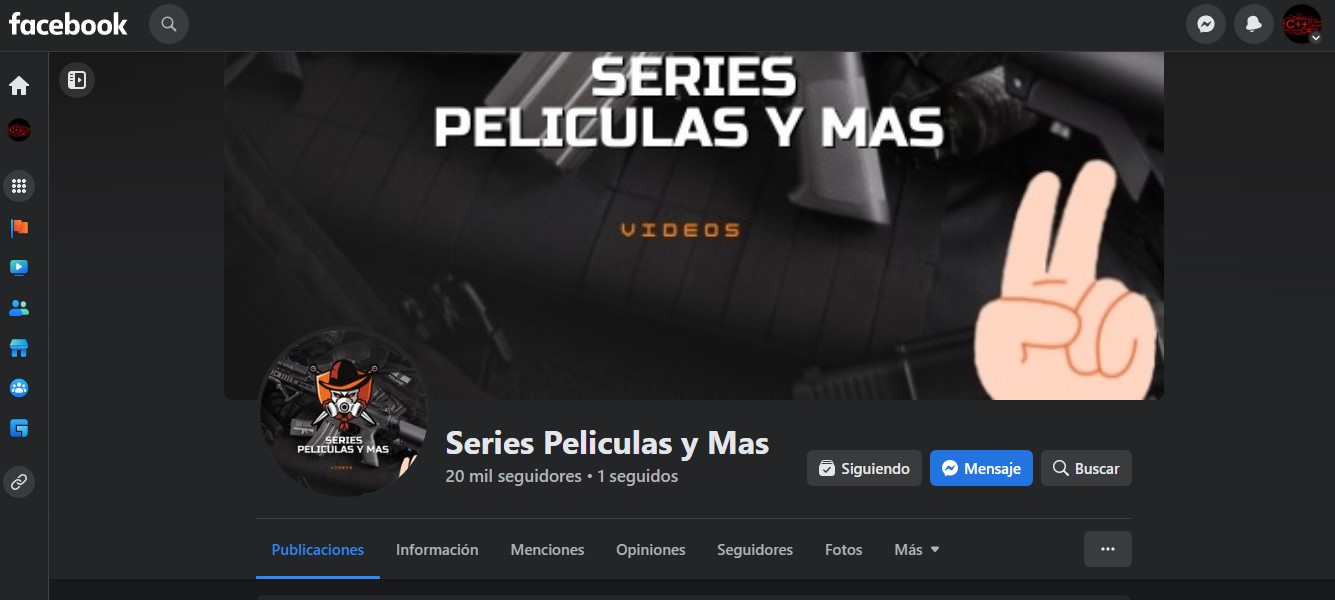 facebook
C++
SERIES
PELICULAS Y MAS
VIDEOS
SERIES
PELICULAS Y MAS
VIDEOS
Series Peliculas y Mas
20 mil seguidores • 1 seguidos
Siguiendo
Mensaje
Buscar
Publicaciones
Información
Menciones
Opiniones
Seguidores
Fotos
Más